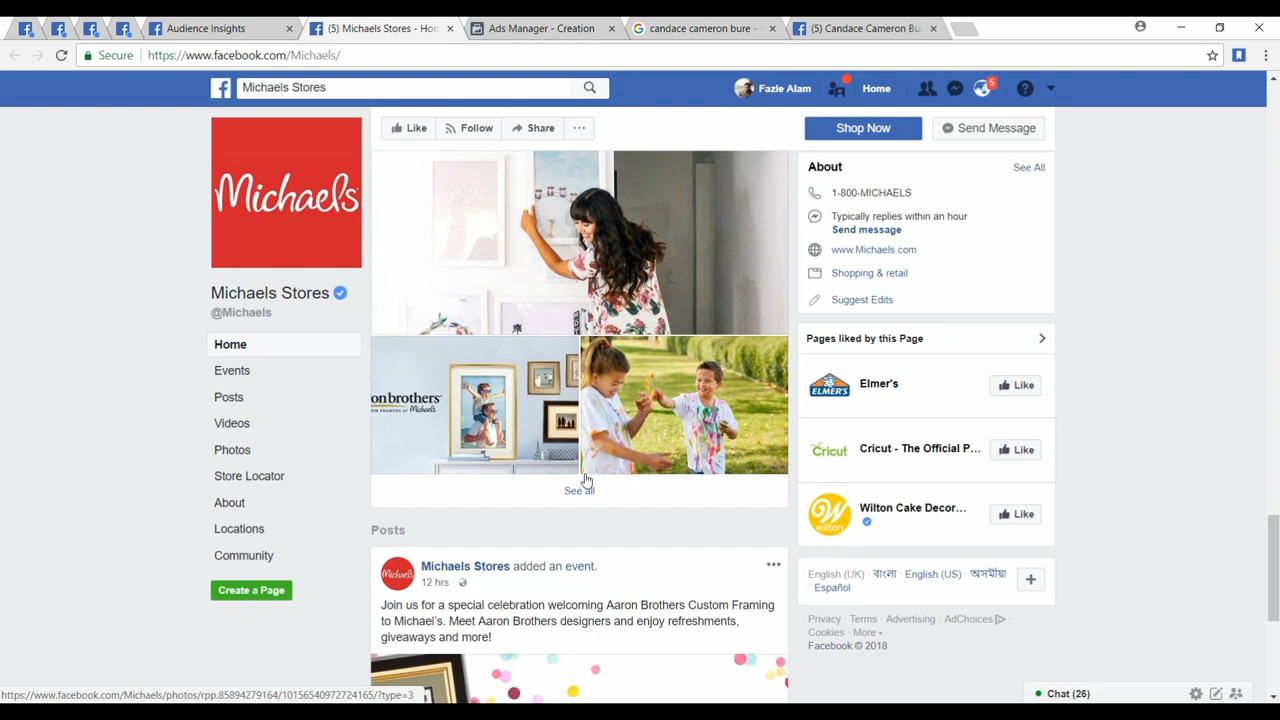 Audience Insights
(5) Michaels Stores - Hom
Ads Manager - Creation
candace cameron bure -
(5) Candace Cameron Bu
Secure
https://www.facebook.com/Michaels/
Michaels Stores
Fazle Alam
Home
5
Like
Follow
Share
Shop Now
Send Message
Michaels
Michaels Stores
@Michaels
Home
Events
Posts
Videos
Photos
Store Locator
About
Locations
Community
Create a Page
onbrothers
See all
Posts
Michaels
Michaels Stores added an event.
12 hrs
Join us for a special celebration welcoming Aaron Brothers Custom Framing
to Michael's. Meet Aaron Brothers designers and enjoy refreshments,
giveaways and more!
About
See All
1-800-MICHAELS
Typically replies within an hour
Send message
www.Michaels.com
Shopping & retail
Suggest Edits
Pages liked by this Page
ELMER'S
Elmer's
Like
Cricut
Cricut - The Official P...
Like
wilton
Wilton Cake Decor...
Like
English (UK) · বাংলা · English (US) · অসমীয়া
· Español
Privacy · Terms · Advertising · AdChoices ·
Cookies · More
Facebook © 2018
https://www.facebook.com/Michaels/photos/rpp.85894279164/10156540972724165/?type=3
Chat (26)